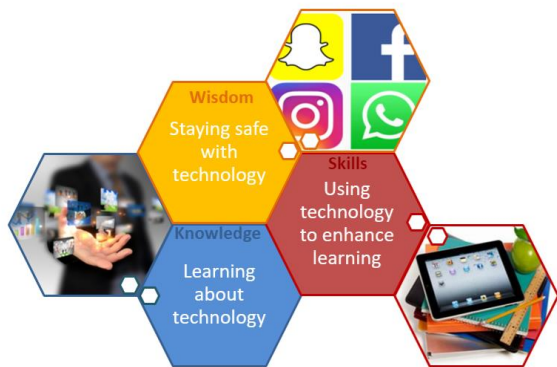 Wisdom
Staying safe
with
technology
Skills
Using
technology
to enhance
learning
Knowledge
Learning
about
technology